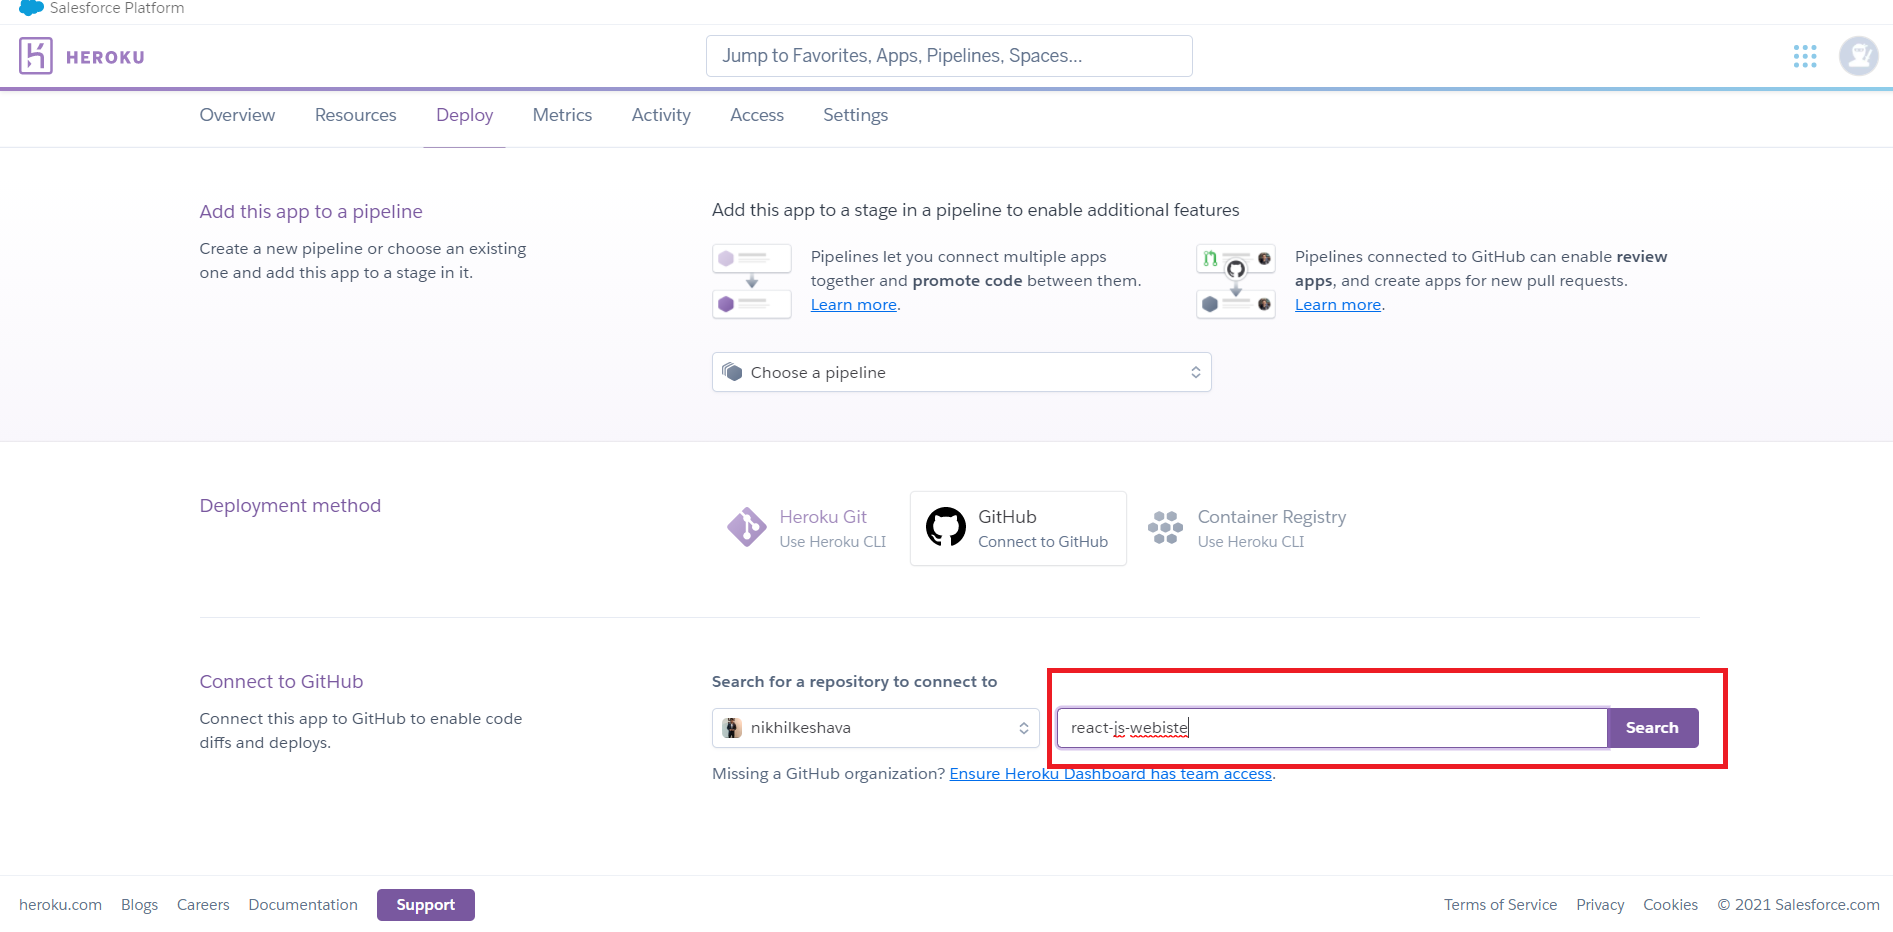 Salesforce Platform
HEROKU
Jump to Favorites, Apps, Pipelines, Spaces...
Overview Resources Deploy Metrics Activity Access Settings
Add this app to a pipeline
Create a new pipeline or choose an existing
one and add this app to a stage in it.
Add this app to a stage in a pipeline to enable additional features
Pipelines let you connect multiple apps
together and promote code between them.
Learn more.
Pipelines connected to GitHub can enable review
apps, and create apps for new pull requests.
Learn more.
Choose a pipeline
Deployment method
Heroku Git
Use Heroku CLI
GitHub
Connect to GitHub
Container Registry
Use Heroku CLI
Connect to GitHub
Connect this app to GitHub to enable code
diffs and deploys.
Search for a repository to connect to
nikhilkeshava
react-js-webiste
Search
Missing a GitHub organization? Ensure Heroku Dashboard has team access.
heroku.com Blogs Careers Documentation Support
Terms of Service Privacy Cookies © 2021 Salesforce.com